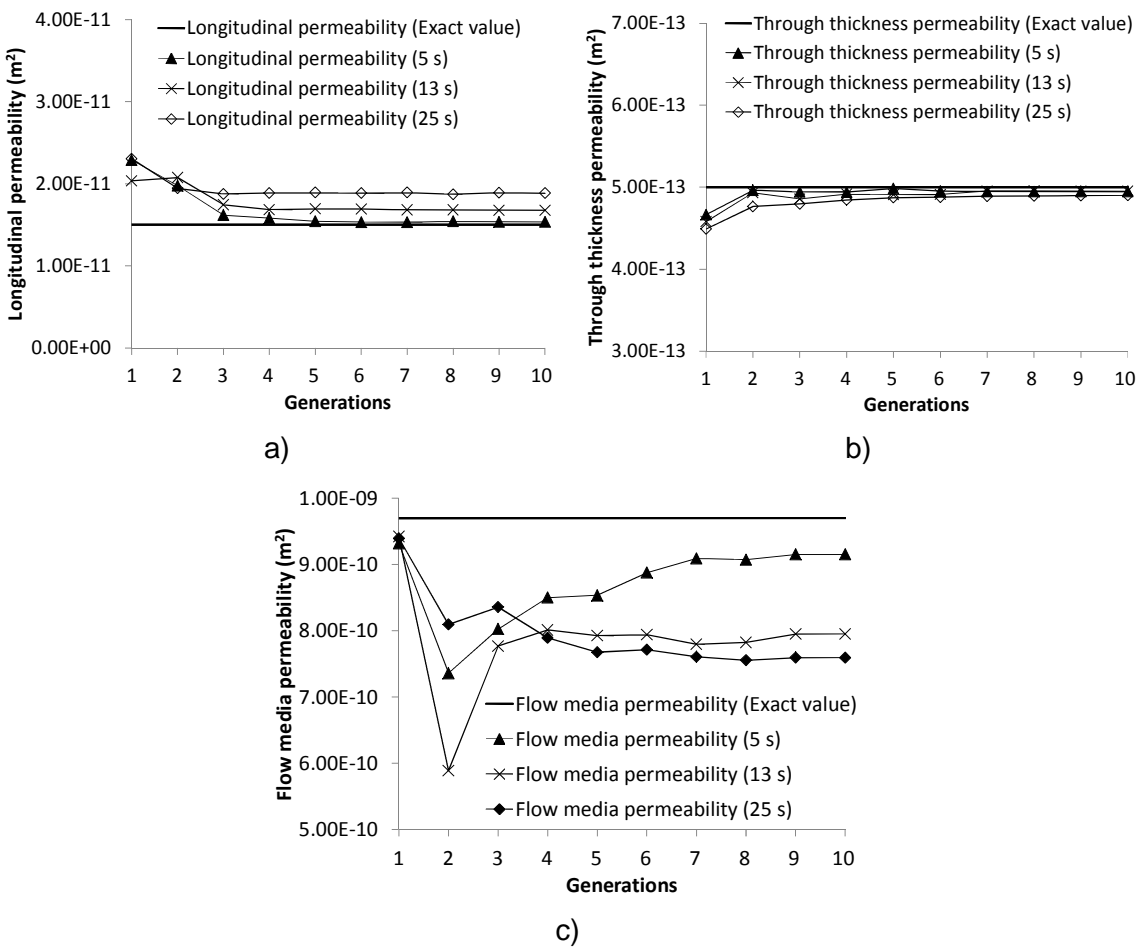 Longitudinal permeability (m²)
4.00E-11
3.00E-11
2.00E-11
1.00E-11
0.00E+00
Longitudinal permeability (Exact value)
Longitudinal permeability (5 s)
Longitudinal permeability (13 s)
Longitudinal permeability (25 s)
1 2 3 4 5 6 7 8 9 10
Generations
a)
Through thickness permeability (m²)
7.00E-13
6.00E-13
5.00E-13
4.00E-13
3.00E-13
Through thickness permeability (Exact value)
Through thickness permeability (5 s)
Through thickness permeability (13 s)
Through thickness permeability (25 s)
1 2 3 4 5 6 7 8 9 10
Generations
b)
Flow media permeability (m²)
1.00E-09
9.00E-10
8.00E-10
7.00E-10
6.00E-10
5.00E-10
Flow media permeability (Exact value)
Flow media permeability (5 s)
Flow media permeability (13 s)
Flow media permeability (25 s)
1 2 3 4 5 6 7 8 9 10
Generations
c)